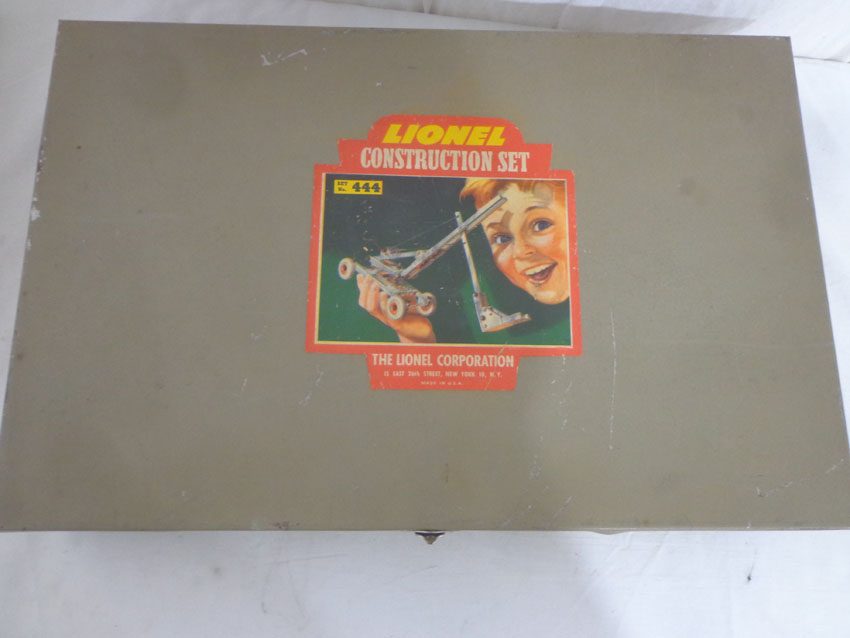 LIONEL
CONSTRUCTION SET
SET No. 444
THE LIONEL CORPORATION
15 EAST 26th STREET, NEW YORK 10, N. Y.
MADE IN U.S.A.